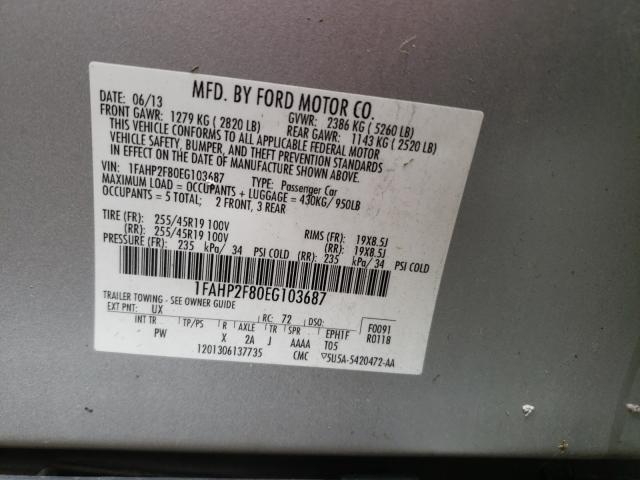 MFD. BY FORD MOTOR CO.
DATE: 06/13 GVWR: 2386 KG ( 5260 LB)
FRONT GAWR: 1279 KG ( 2820 LB) REAR GAWR: 1143 KG ( 2520 LB)
THIS VEHICLE CONFORMS TO ALL APPLICABLE FEDERAL MOTOR
VEHICLE SAFETY, BUMPER, AND THEFT PREVENTION STANDARDS
IN EFFECT ON THE DATE OF MANUFACTURE SHOWN ABOVE.
VIN: 1FAHP2F80EG103687 TYPE: Passenger Car
MAXIMUM LOAD = OCCUPANTS + LUGGAGE = 430KG/ 950LB
OCCUPANTS = 5 TOTAL; 2 FRONT, 3 REAR
TIRE (FR): 255/45R19 100V RIMS (FR): 19X8.5J
(RR): 255/45R19 100V (RR): 19X8.5J
PRESSURE (FR): 235 kPa/ 34 PSI COLD (RR): 235 kPa/ 34 PSI COLD
1FAHP2F80EG103687
TRAILER TOWING - SEE OWNER GUIDE
EXT PNT: UX RC: 72 DSO: F0091
INT TR TP/PS R AXLE TR SPR EPHTF R0118
PW X 2A J AAAA T05
1201306137735 CMC ▽5U5A-5420472-AA